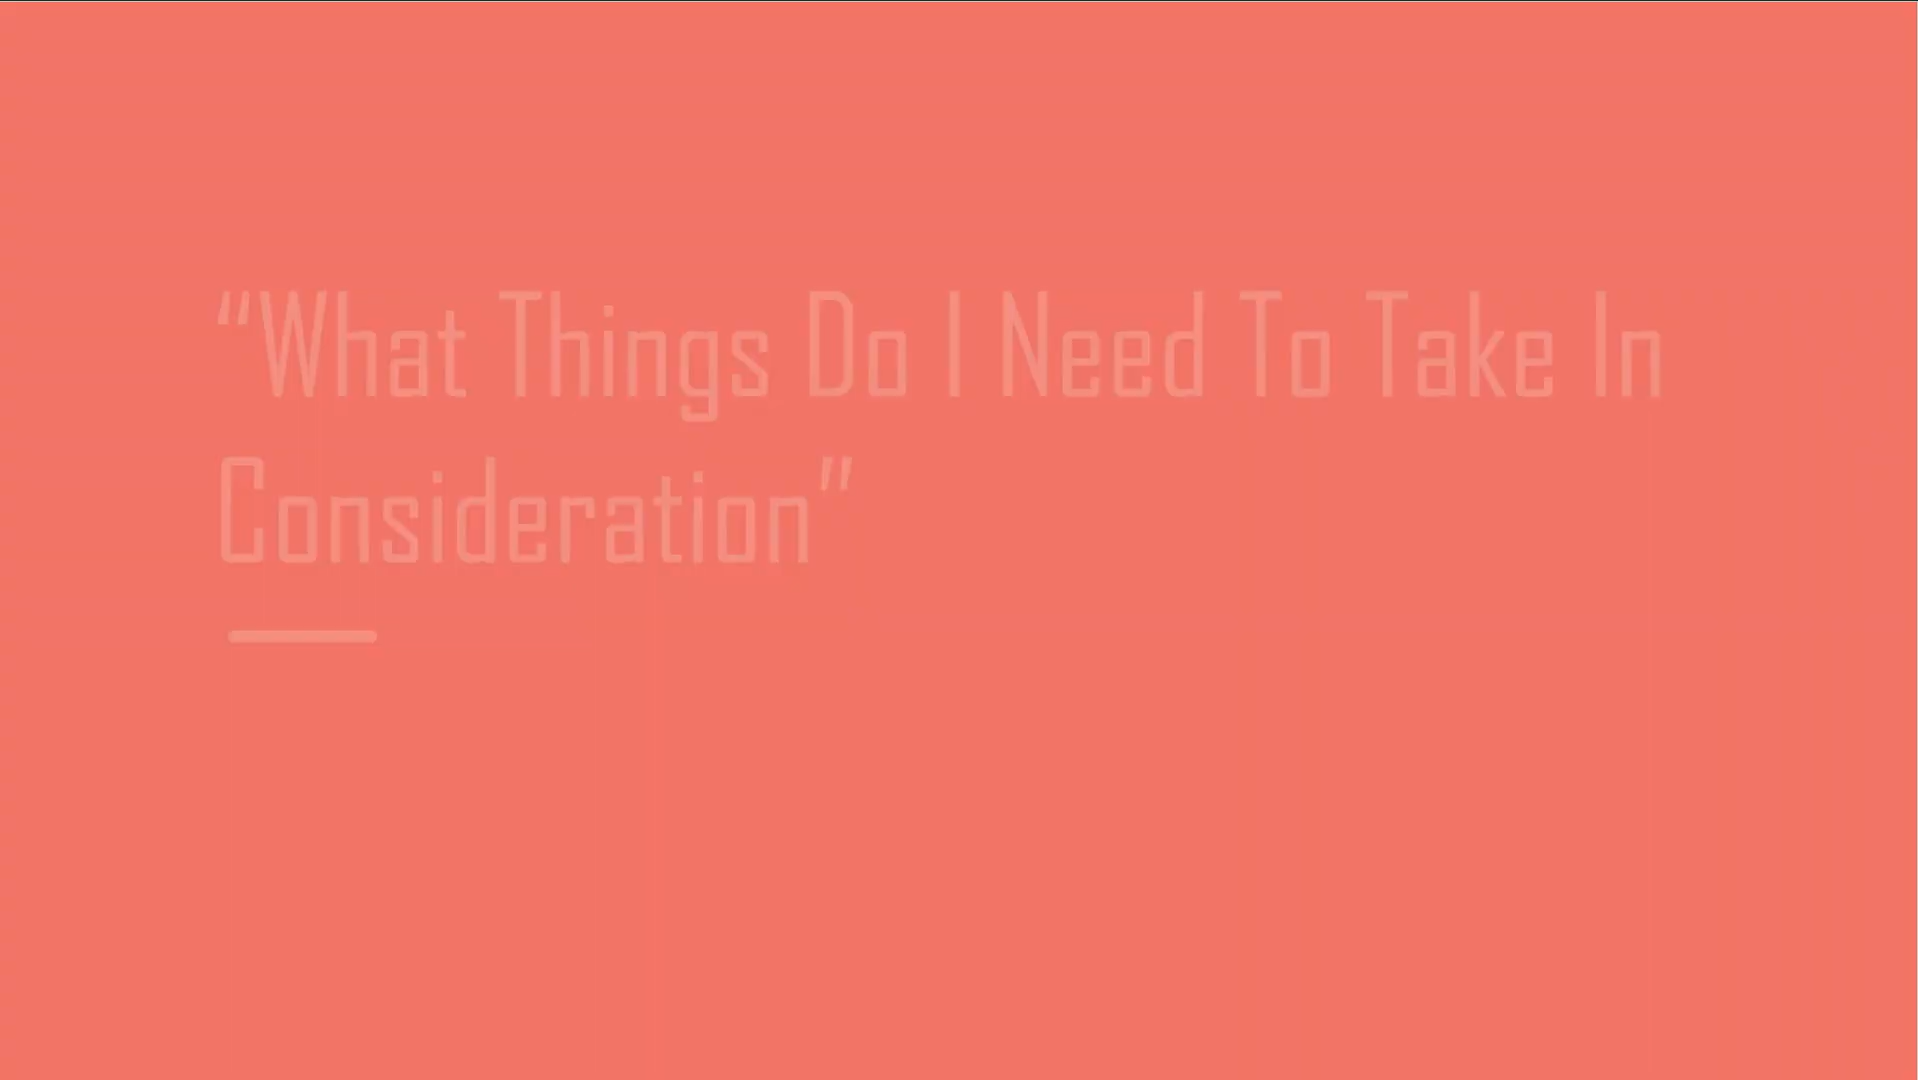 “What Things Do I Need To Take In
Consideration”